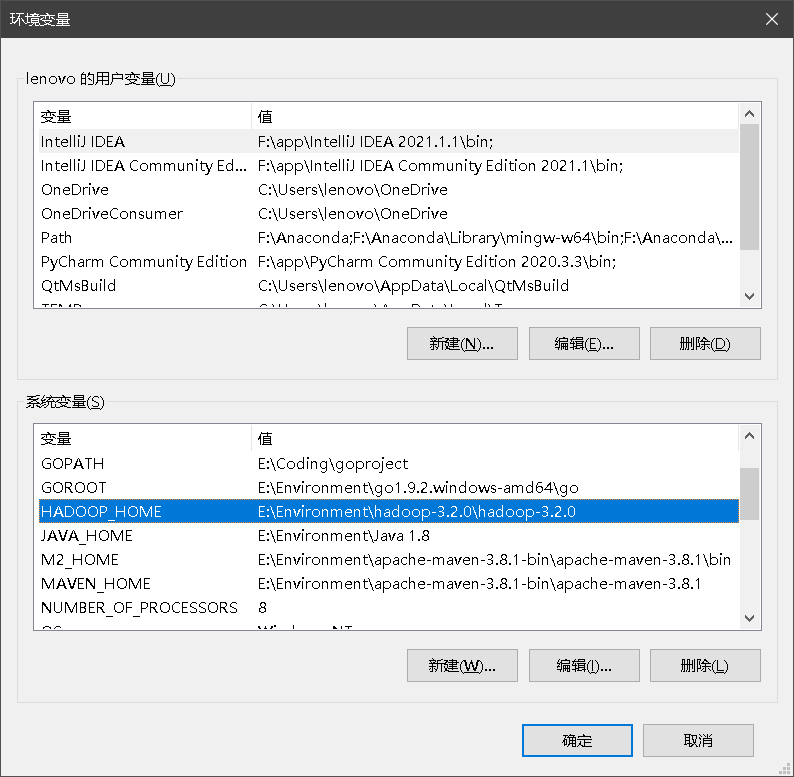 环境变量
lenovo 的用户变量(U)
变量 值
IntelliJ IDEA F:\app\IntelliJ IDEA 2021.1.1\bin;
IntelliJ IDEA Community Ed... F:\app\IntelliJ IDEA Community Edition 2021.1\bin;
OneDrive C:\Users\lenovo\OneDrive
OneDriveConsumer C:\Users\lenovo\OneDrive
Path F:\Anaconda;F:\Anaconda\Library\mingw-w64\bin;F:\Anaconda\...
PyCharm Community Edition F:\app\PyCharm Community Edition 2020.3.3\bin;
QtMsBuild C:\Users\lenovo\AppData\Local\QtMsBuild
新建(N)... 编辑(E)... 删除(D)
系统变量(S)
变量 值
GOPATH E:\Coding\goproject
GOROOT E:\Environment\go1.9.2.windows-amd64\go
HADOOP_HOME E:\Environment\hadoop-3.2.0\hadoop-3.2.0
JAVA_HOME E:\Environment\Java 1.8
M2_HOME E:\Environment\apache-maven-3.8.1-bin\apache-maven-3.8.1\bin
MAVEN_HOME E:\Environment\apache-maven-3.8.1-bin\apache-maven-3.8.1
NUMBER_OF_PROCESSORS 8
新建(W)... 编辑(I)... 删除(L)
确定 取消